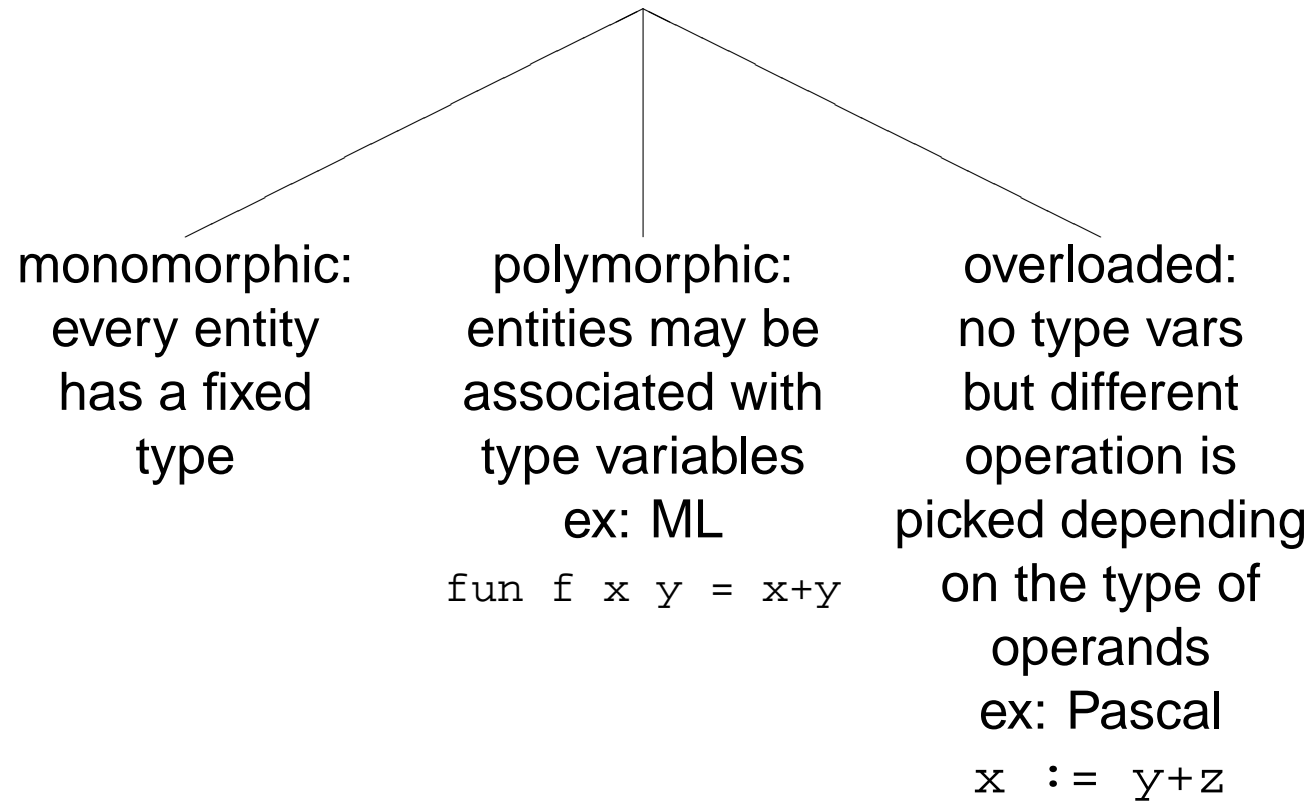 monomorphic:
every entity
has a fixed
type
polymorphic:
entities may be
associated with
type variables
ex: ML
fun f x y = x+y
overloaded:
no type vars
but different
operation is
picked depending
on the type of
operands
ex: Pascal
x := y+z